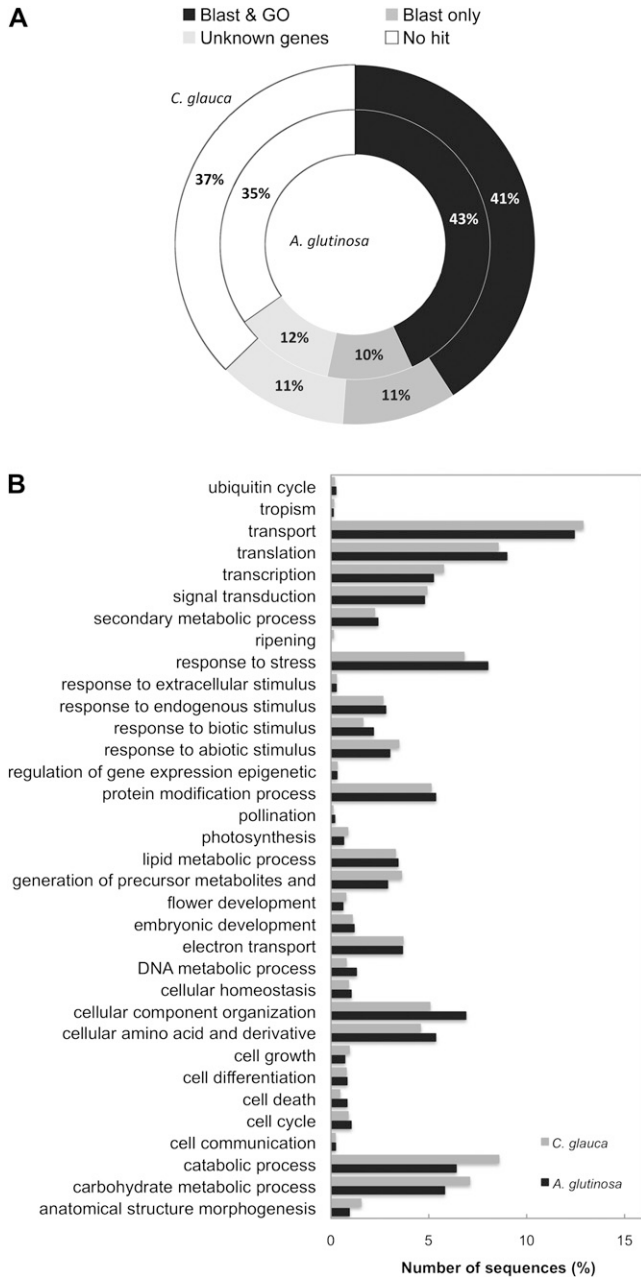 A
Blast & GO
Blast only
Unknown genes
No hit
C. glauca
37%
35%
A. glutinosa
43%
41%
12%
10%
11%
11%
B
ubiquitin cycle
tropism
transport
translation
transcription
signal transduction
secondary metabolic process
ripening
response to stress
response to extracellular stimulus
response to endogenous stimulus
response to biotic stimulus
response to abiotic stimulus
regulation of gene expression epigenetic
protein modification process
pollination
photosynthesis
lipid metabolic process
generation of precursor metabolites and
flower development
embryonic development
electron transport
DNA metabolic process
cellular homeostasis
cellular component organization
cellular amino acid and derivative
cell growth
cell differentiation
cell death
cell cycle
cell communication
catabolic process
carbohydrate metabolic process
anatomical structure morphogenesis
C. glauca
A. glutinosa
0 5 10 15
Number of sequences (%)